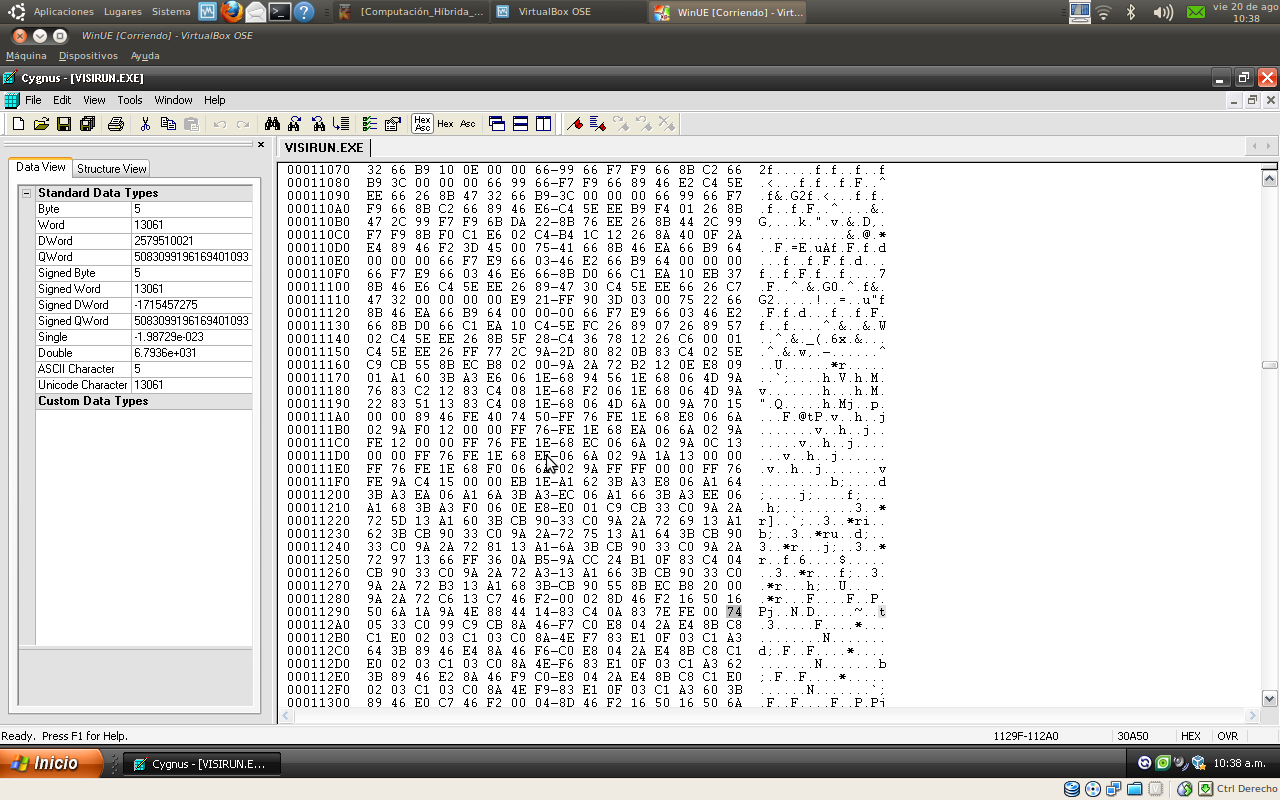 Aplicaciones Lugares Sistema [Computación_Híbrida_... VirtualBox OSE WinUE [Corriendo] - Virt... vie 20 de ago 10:38
WinUE [Corriendo] - VirtualBox OSE
Máquina Dispositivos Ayuda
Cygnus - [VISIRUN.EXE]
File Edit View Tools Window Help
Hex Asc Hex Asc
VISIRUN.EXE
Data View Structure View
Standard Data Types
Byte 5
Word 13061
DWord 2579510021
QWord 5083099196169401093
Signed Byte 5
Signed Word 13061
Signed DWord -1715457275
Signed QWord 5083099196169401093
Single -1.98729e-023
Double 6.7936e+031
ASCII Character 5
Unicode Character 13061
Custom Data Types
00011070 32 66 B9 10 0E 00 00 66-99 66 F7 F9 66 8B C2 66 2f.....f.f..f..f
00011080 B9 3C 00 00 00 66 99 66-F7 F9 66 89 46 E2 C4 5E .<...f.f..f.F..^
00011090 EE 66 26 8B 47 32 66 B9-3C 00 00 00 66 99 66 F7 .f&.G2f.<...f.f.
000110A0 F9 66 8B C2 66 89 46 E6-C4 5E EE B9 F4 01 26 8B .f..f.F..^....&.
000110B0 47 2C 99 F7 F9 6B DA 22-8B 76 EE 26 8B 44 2C 99 G,...k.".v.&.D,.
000110C0 F7 F9 8B F0 C1 E6 02 C4-B4 1C 12 26 8A 40 0F 2A ...........&.@.*
000110D0 E4 89 46 F2 3D 45 00 75-41 66 8B 46 EA 66 B9 64 ..F.=E.uAf.F.f.d
000110E0 00 00 00 66 F7 E9 66 03-46 E2 66 B9 64 00 00 00 ...f..f.F.f.d...
000110F0 66 F7 E9 66 03 46 E6 66-8B D0 66 C1 EA 10 EB 37 f..f.F.f..f....7
00011100 8B 46 E6 C4 5E EE 26 89-47 30 C4 5E EE 66 26 C7 .F..^.&.G0.^.f&.
00011110 47 32 00 00 00 00 E9 21-FF 90 3D 03 00 75 22 66 G2.....!..=..u"f
00011120 8B 46 EA 66 B9 64 00 00-00 66 F7 E9 66 03 46 E2 .F.f.d...f..f.F.
00011130 66 8B D0 66 C1 EA 10 C4-5E FC 26 89 07 26 89 57 f..f....^.&..&.W
00011140 02 C4 5E EE 26 8B 5F 28-C4 36 78 12 26 C6 00 01 ..^.&._(.6x.&...
00011150 C4 5E EE 26 FF 77 2C 9A-2D 80 82 0B 83 C4 02 5E .^.&.w,.-......^
00011160 C9 CB 55 8B EC B8 02 00-9A 2A 72 B2 12 0E E8 09 ..U......*r.....
00011170 01 A1 60 3B A3 E6 06 1E-68 94 56 1E 68 06 4D 9A ..`;....h.V.h.M.
00011180 76 83 C2 12 83 C4 08 1E-68 F2 06 1E 68 06 4D 9A v.......h...h.M.
00011190 22 83 51 13 83 C4 08 1E-68 06 4D 6A 00 9A 70 15 ".Q.....h.Mj..p.
000111A0 00 00 89 46 FE 40 74 50-FF 76 FE 1E 68 E8 06 6A ...F.@tP.v..h..j
000111B0 02 9A F0 12 00 00 FF 76-FE 1E 68 EA 06 6A 02 9A .......v..h..j..
000111C0 FE 12 00 00 FF 76 FE 1E-68 EC 06 6A 02 9A 0C 13 .....v..h..j....
000111D0 00 00 FF 76 FE 1E 68 EE-06 6A 02 9A 1A 13 00 00 ...v..h..j......
000111E0 FF 76 FE 1E 68 F0 06 6A-02 9A FF FF 00 00 FF 76 .v..h..j.......v
000111F0 FE 9A C4 15 00 00 EB 1E-A1 62 3B A3 E8 06 A1 64 .........b;....d
00011200 3B A3 EA 06 A1 6A 3B A3-EC 06 A1 66 3B A3 EE 06 ;....j;....f;...
00011210 A1 68 3B A3 F0 06 0E E8-E0 01 C9 CB 33 C0 9A 2A .h;.........3..*
00011220 72 5D 13 A1 60 3B CB 90-33 C0 9A 2A 72 69 13 A1 r]..`;..3..*ri..
00011230 62 3B CB 90 33 C0 9A 2A-72 75 13 A1 64 3B CB 90 b;..3..*ru..d;..
00011240 33 C0 9A 2A 72 81 13 A1-6A 3B CB 90 33 C0 9A 2A 3..*r...j;..3..*
00011250 72 97 13 66 FF 36 0A B5-9A CC 24 B1 0F 83 C4 04 r..f.6....$.....
00011260 CB 90 33 C0 9A 2A 72 A3-13 A1 66 3B CB 90 33 C0 ..3..*r...f;..3.
00011270 9A 2A 72 B3 13 A1 68 3B-CB 90 55 8B EC B8 20 00 .*r...h;..U... .
00011280 9A 2A 72 C6 13 C7 46 F2-00 02 8D 46 F2 16 50 16 .*r...F....F..P.
00011290 50 6A 1A 9A 4E 88 44 14-83 C4 0A 83 7E FE 00 74 Pj..N.D.....~..t
000112A0 05 33 C0 99 C9 CB 8A 46-F7 C0 E8 04 2A E4 8B C8 .3.....F....*...
000112B0 C1 E0 02 03 C1 03 C0 8A-4E F7 83 E1 0F 03 C1 A3 ........N.......
000112C0 64 3B 89 46 E4 8A 46 F6-C0 E8 04 2A E4 8B C8 C1 d;.F..F....*....
000112D0 E0 02 03 C1 03 C0 8A 4E-F6 83 E1 0F 03 C1 A3 62 .......N.......b
000112E0 3B 89 46 E2 8A 46 F9 C0-E8 04 2A E4 8B C8 C1 E0 ;.F..F....*.....
000112F0 02 03 C1 03 C0 8A 4E F9-83 E1 0F 03 C1 A3 60 3B ......N.......`;
00011300 89 46 E0 C7 46 F2 00 04-8D 46 F2 16 50 16 50 6A .F..F....F..P.Pj
Ready. Press F1 for Help. 1129F-112A0 30A50 HEX OVR
Inicio Cygnus - [VISIRUN.E... 10:38 a.m.
Ctrl Derecho